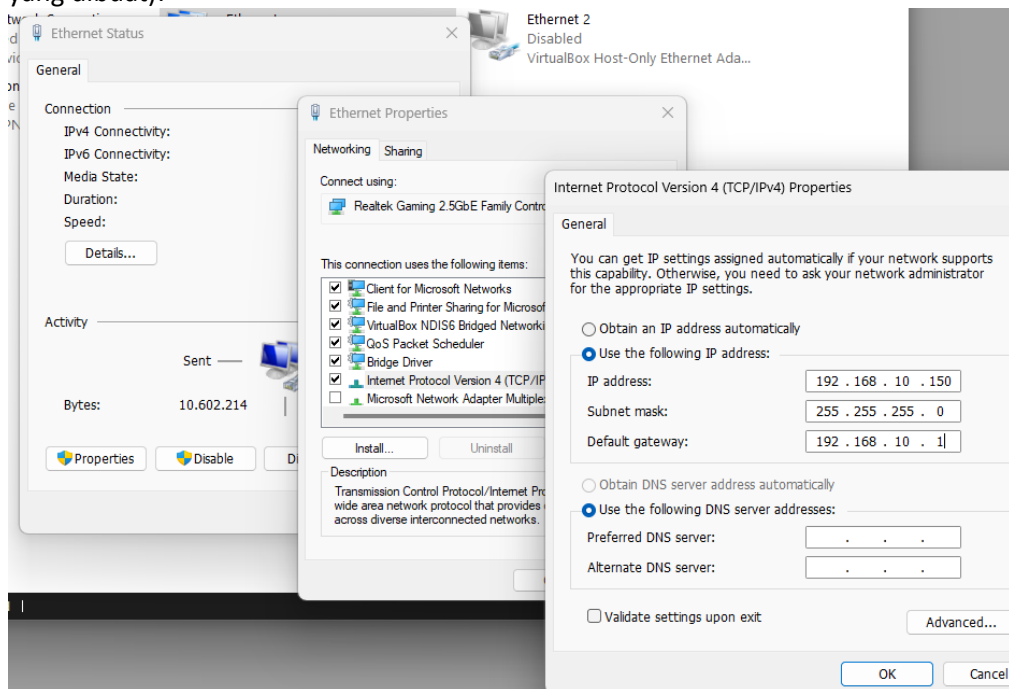 Ethernet 2
Disabled
VirtualBox Host-Only Ethernet Ada...
Ethernet Status
General
Connection
IPv4 Connectivity:
IPv6 Connectivity:
Media State:
Duration:
Speed:
Details...
Activity
Sent
Bytes: 10.602.214
Properties Disable Di
Ethernet Properties
Networking Sharing
Connect using:
Realtek Gaming 2.5GbE Family Contro
This connection uses the following items:
Client for Microsoft Networks
File and Printer Sharing for Microsof
VirtualBox NDIS6 Bridged Networki
QoS Packet Scheduler
Bridge Driver
Internet Protocol Version 4 (TCP/IP
Microsoft Network Adapter Multiple
Install... Uninstall
Description
Transmission Control Protocol/Internet Pro
wide area network protocol that provides
across diverse interconnected networks.
Internet Protocol Version 4 (TCP/IPv4) Properties
General
You can get IP settings assigned automatically if your network supports
this capability. Otherwise, you need to ask your network administrator
for the appropriate IP settings.
Obtain an IP address automatically
Use the following IP address:
IP address: 192 . 168 . 10 . 150
Subnet mask: 255 . 255 . 255 . 0
Default gateway: 192 . 168 . 10 . 1
Obtain DNS server address automatically
Use the following DNS server addresses:
Preferred DNS server: . . .
Alternate DNS server: . . .
Validate settings upon exit
Advanced...
OK Cancel